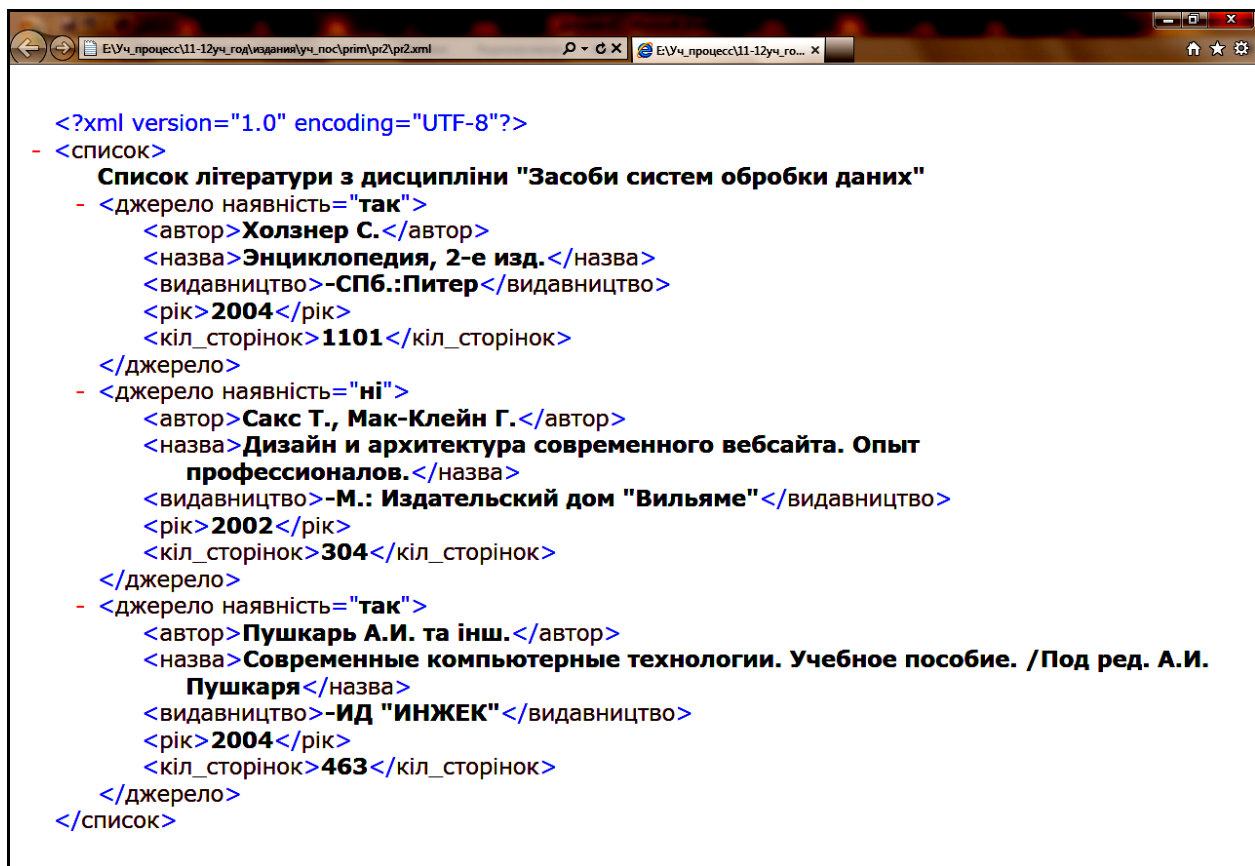 E:\Уч_процесс\11-12уч_год\издания\уч_нос\prim\pr2\pr2.xml
E:\Уч_процесс\11-12уч_го...
<?xml version="1.0" encoding="UTF-8"?>
- <список>
Список літератури з дисципліни "Засоби систем обробки даних"
- <джерело наявність="так">
<автор>Холзнер С.</автор>
<назва>Энциклопедия, 2-е изд.</назва>
<видавництво>-СПб.:Питер</видавництво>
<рік>2004</рік>
<кіл_сторінок>1101</кіл_сторінок>
</джерело>
- <джерело наявність="ні">
<автор>Сакс Т., Мак-Клейн Г.</автор>
<назва>Дизайн и архитектура современного вебсайта. Опыт
профессионалов.</назва>
<видавництво>-М.: Издательский дом "Вильяме"</видавництво>
<рік>2002</рік>
<кіл_сторінок>304</кіл_сторінок>
</джерело>
- <джерело наявність="так">
<автор>Пушкарь А.И. та інш.</автор>
<назва>Современные компьютерные технологии. Учебное пособие. /Под ред. А.И.
Пушкаря</назва>
<видавництво>-ИД "ИНЖЕК"</видавництво>
<рік>2004</рік>
<кіл_сторінок>463</кіл_сторінок>
</джерело>
</список>